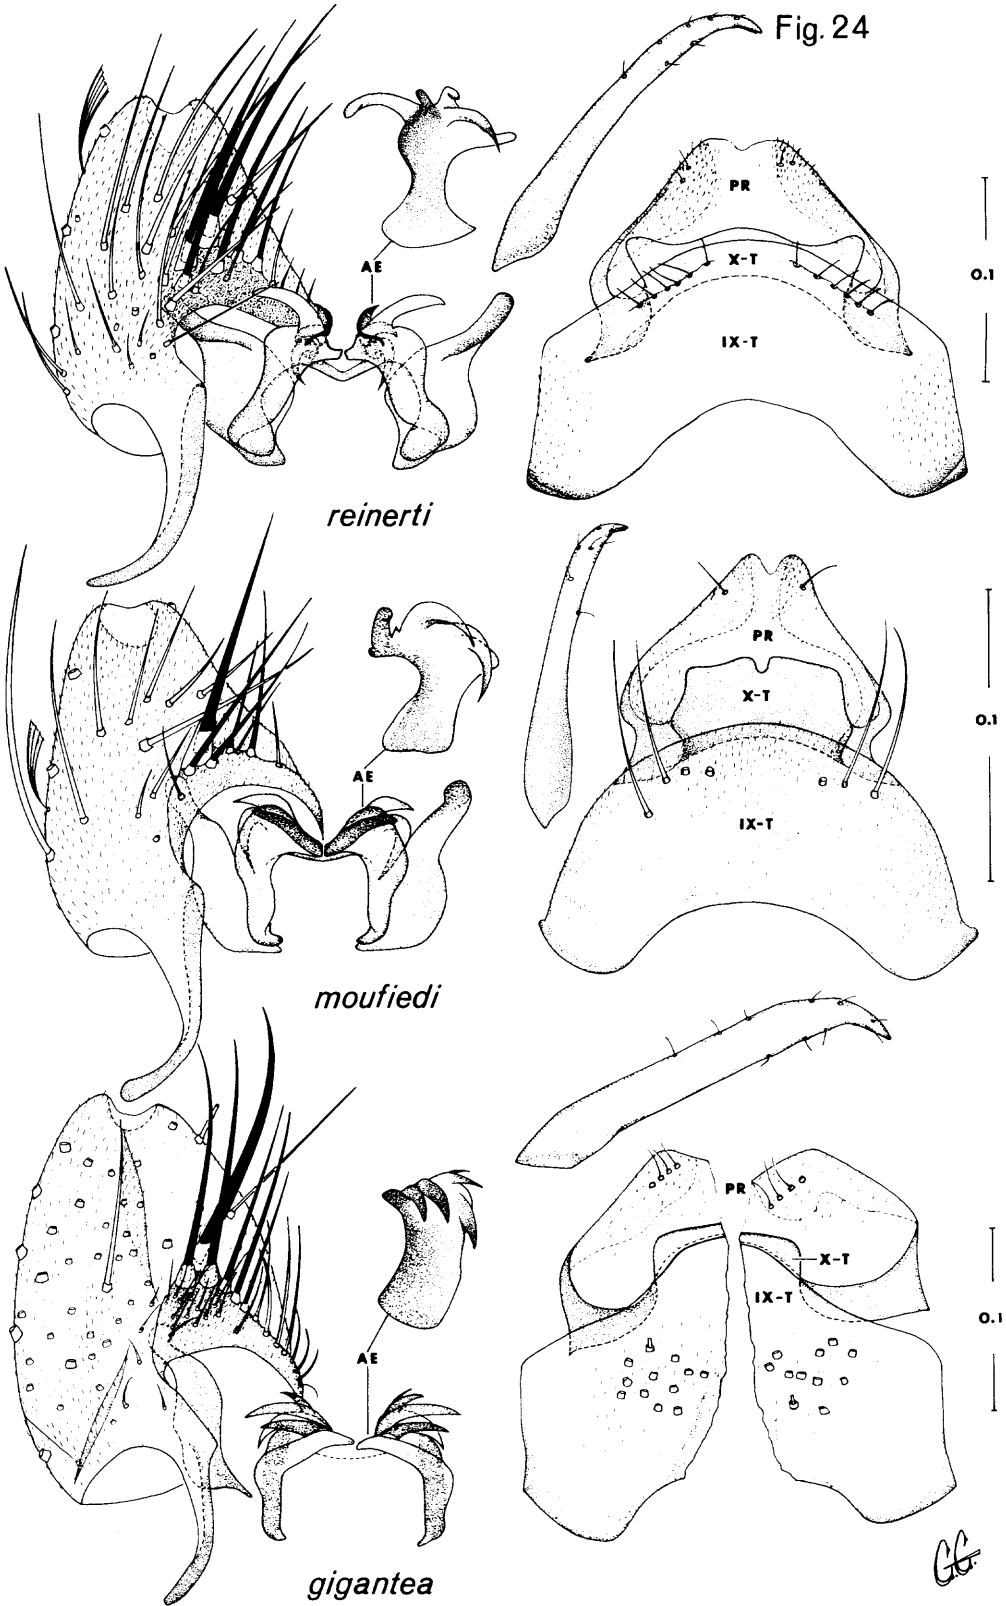 Fig. 24
PR
X-T
IX-T
0.1
AE
reinerti
PR
X-T
IX-T
0.1
AE
moufiedi
PR
X-T
IX-T
0.1
AE
gigantea
G.G.